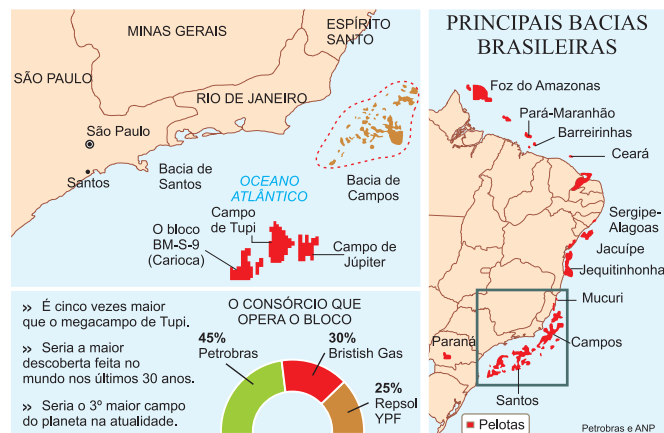 MINAS GERAIS
ESPÍRITO
SANTO
SÃO PAULO
RIO DE JANEIRO
São Paulo
Santos
Bacia de
Santos
OCEANO
ATLÂNTICO
Bacia de
Campos
Campo
de Tupi
O bloco
BM-S-9
(Carioca)
Campo de
Júpiter
» É cinco vezes maior
que o megacampo de Tupi.
» Seria a maior
descoberta feita no
mundo nos últimos 30 anos.
» Seria o 3º maior campo
do planeta na atualidade.
O CONSÓRCIO QUE
OPERA O BLOCO
45%
Petrobras
30%
Bristish Gas
25%
Repsol
YPF
PRINCIPAIS BACIAS
BRASILEIRAS
Foz do Amazonas
Pará-Maranhão
Barreirinhas
Ceará
Sergipe-
Alagoas
Jacuípe
Jequitinhonha
Mucuri
Campos
Paraná
Santos
Pelotas
Petrobras e ANP